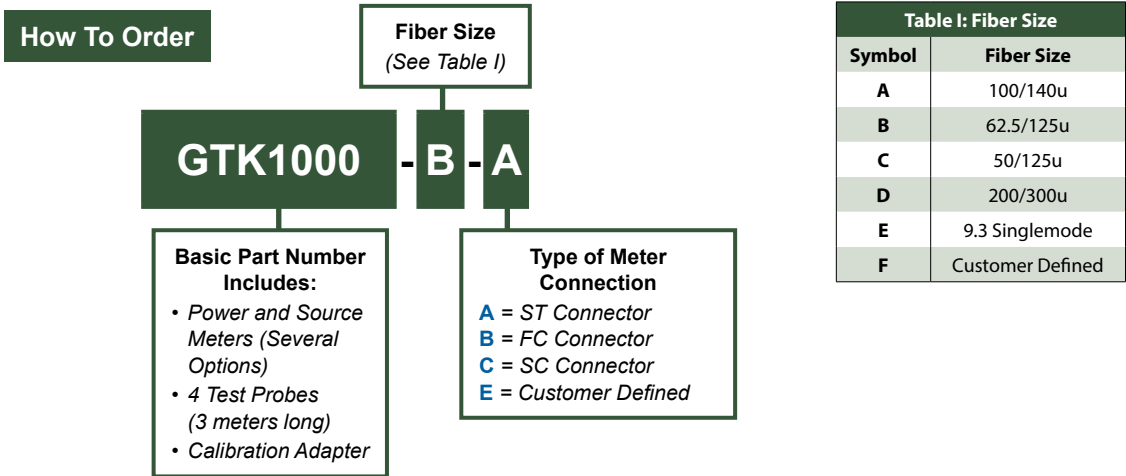 How To Order
Fiber Size
(See Table I)
GTK1000 - B - A
Basic Part Number
Includes:
• Power and Source
Meters (Several
Options)
• 4 Test Probes
(3 meters long)
• Calibration Adapter
Type of Meter
Connection
A = ST Connector
B = FC Connector
C = SC Connector
E = Customer Defined
Table I: Fiber Size
Symbol Fiber Size
A 100/140u
B 62.5/125u
C 50/125u
D 200/300u
E 9.3 Singlemode
F Customer Defined